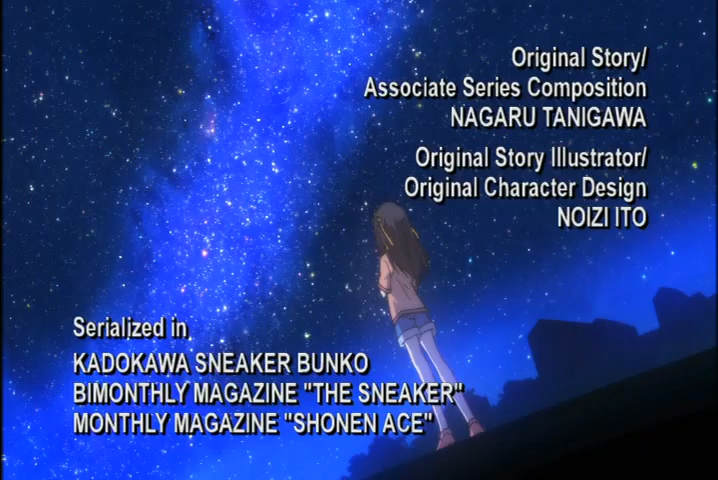 Original Story/
Associate Series Composition
NAGARU TANIGAWA
Original Story Illustrator/
Original Character Design
NOIZI ITO
Serialized in
KADOKAWA SNEAKER BUNKO
BIMONTHLY MAGAZINE "THE SNEAKER"
MONTHLY MAGAZINE "SHONEN ACE"